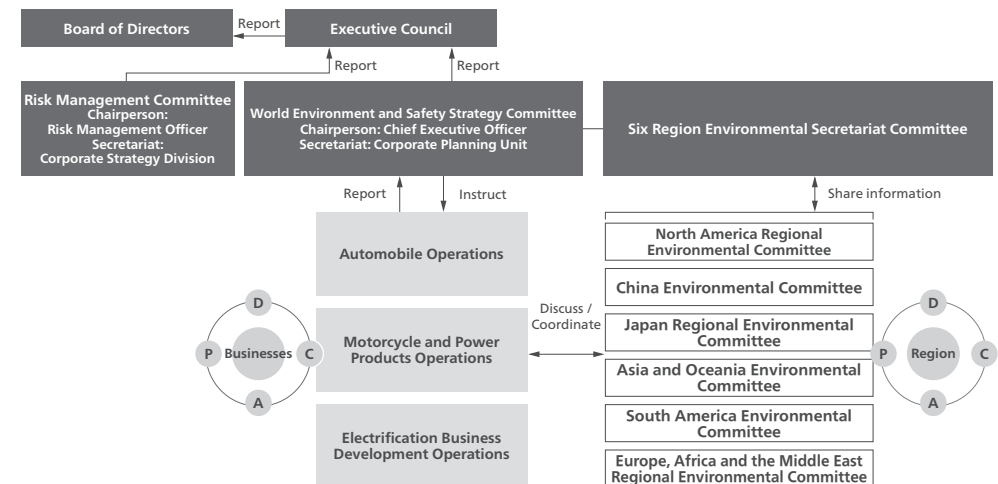 Board of Directors
Report
Executive Council
Report
Report
Risk Management Committee
Chairperson:
Risk Management Officer
Secretariat:
Corporate Strategy Division
World Environment and Safety Strategy Committee
Chairperson: Chief Executive Officer
Secretariat: Corporate Planning Unit
Six Region Environmental Secretariat Committee
Report
Instruct
Share information
Automobile Operations
Motorcycle and Power
Products Operations
Electrification Business
Development Operations
D
P
Businesses
C
A
Discuss /
Coordinate
North America Regional
Environmental Committee
China Environmental Committee
Japan Regional Environmental
Committee
Asia and Oceania Environmental
Committee
South America Environmental
Committee
Europe, Africa and the Middle East
Regional Environmental Committee
D
P
Region
C
A